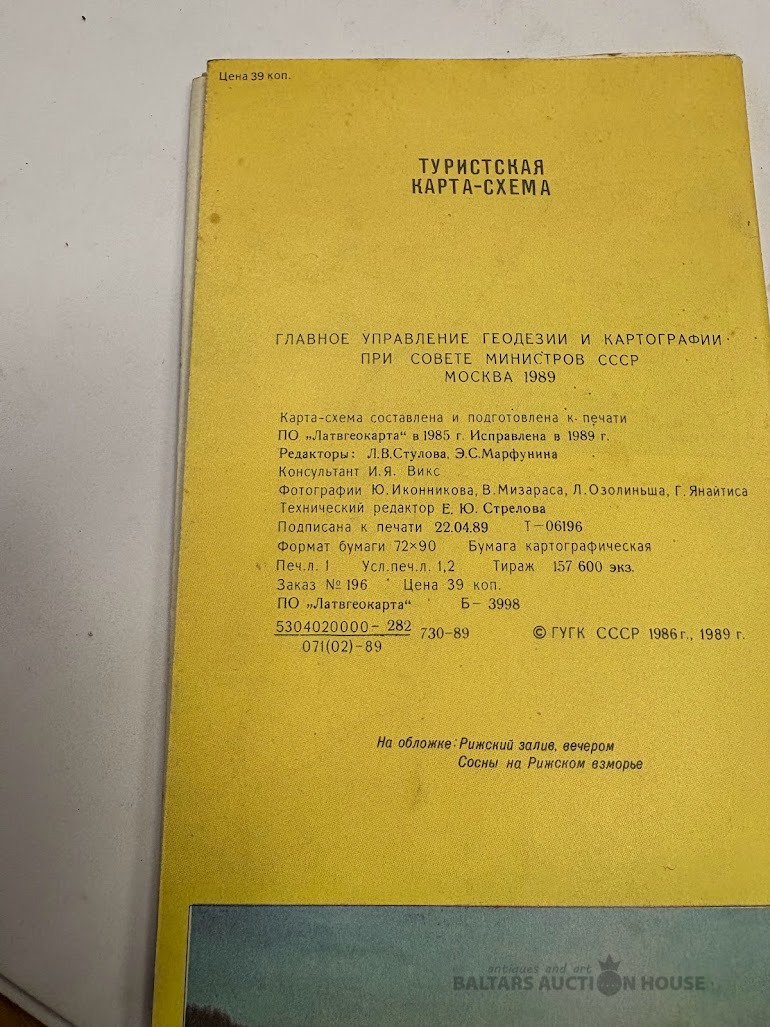 Цена 39 коп.
ТУРИСТСКАЯ
КАРТА-СХЕМА
ГЛАВНОЕ УПРАВЛЕНИЕ ГЕОДЕЗИИ И КАРТОГРАФИИ
ПРИ СОВЕТЕ МИНИСТРОВ СССР
МОСКВА 1989
Карта-схема составлена и подготовлена к печати
ПО „Латвгеокарта“ в 1985 г. Исправлена в 1989 г.
Редакторы: Л.В.Стулова, Э.С.Марфунина
Консультант И.Я. Викс
Фотографии Ю.Иконникова, В.Мизараса, Л.Озолиньша, Г.Янайтиса
Технический редактор Е. Ю. Стрелова
Подписана к печати 22.04.89 Т—06196
Формат бумаги 72×90 Бумага картографическая
Печ.л. 1 Усл.печ.л. 1,2 Тираж 157 600 экз.
Заказ № 196 Цена 39 коп.
ПО „Латвгеокарта“ Б— 3998
5304020000- 282
071(02)-89
730-89 © ГУГК СССР 1986 г., 1989 г.
На обложке: Рижский залив, вечером
Сосны на Рижском взморье
antiques and art
BALTARS AUCTION HOUSE